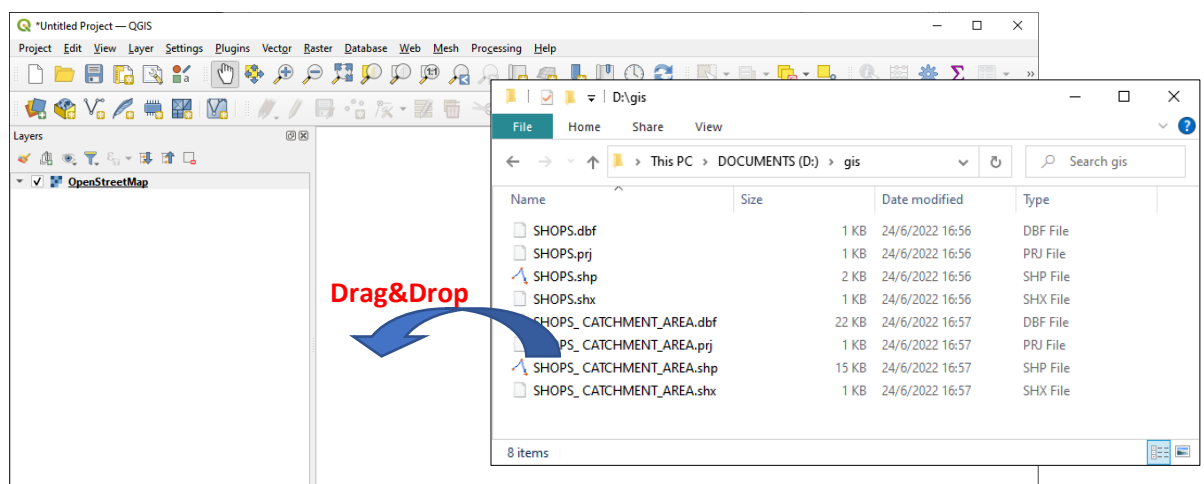 *Untitled Project — QGIS
Project Edit View Layer Settings Plugins Vector Raster Database Web Mesh Processing Help
Layers
OpenStreetMap
Drag&Drop
D:\gis
File Home Share View
This PC > DOCUMENTS (D:) > gis
Search gis
Name Size Date modified Type
SHOPS.dbf 1 KB 24/6/2022 16:56 DBF File
SHOPS.prj 1 KB 24/6/2022 16:56 PRJ File
SHOPS.shp 2 KB 24/6/2022 16:56 SHP File
SHOPS.shx 1 KB 24/6/2022 16:56 SHX File
SHOPS_ CATCHMENT_AREA.dbf 22 KB 24/6/2022 16:57 DBF File
PS_ CATCHMENT_AREA.prj 1 KB 24/6/2022 16:57 PRJ File
SHOPS_ CATCHMENT_AREA.shp 15 KB 24/6/2022 16:57 SHP File
SHOPS_ CATCHMENT_AREA.shx 1 KB 24/6/2022 16:57 SHX File
8 items